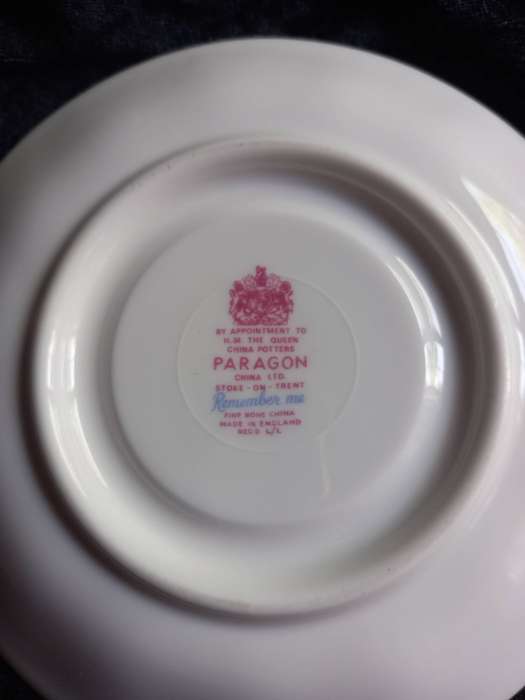 BY APPOINTMENT TO
H.M. THE QUEEN
CHINA POTTERS
PARAGON
CHINA LTD.
STOKE-ON-TRENT
Remember me
FINE BONE CHINA
MADE IN ENGLAND
REGD